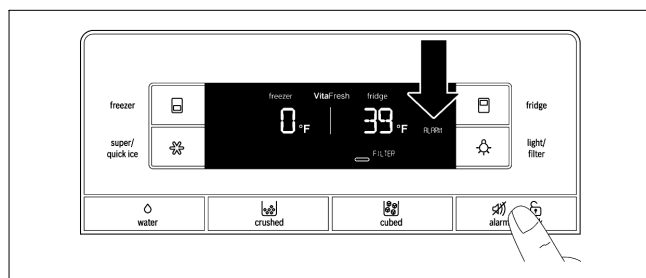 freezer VitaFresh fridge
freezer
0 °F 39 °F ALARM
fridge
super/
quick ice
FILTER
light/
filter
water
crushed
cubed
alarm